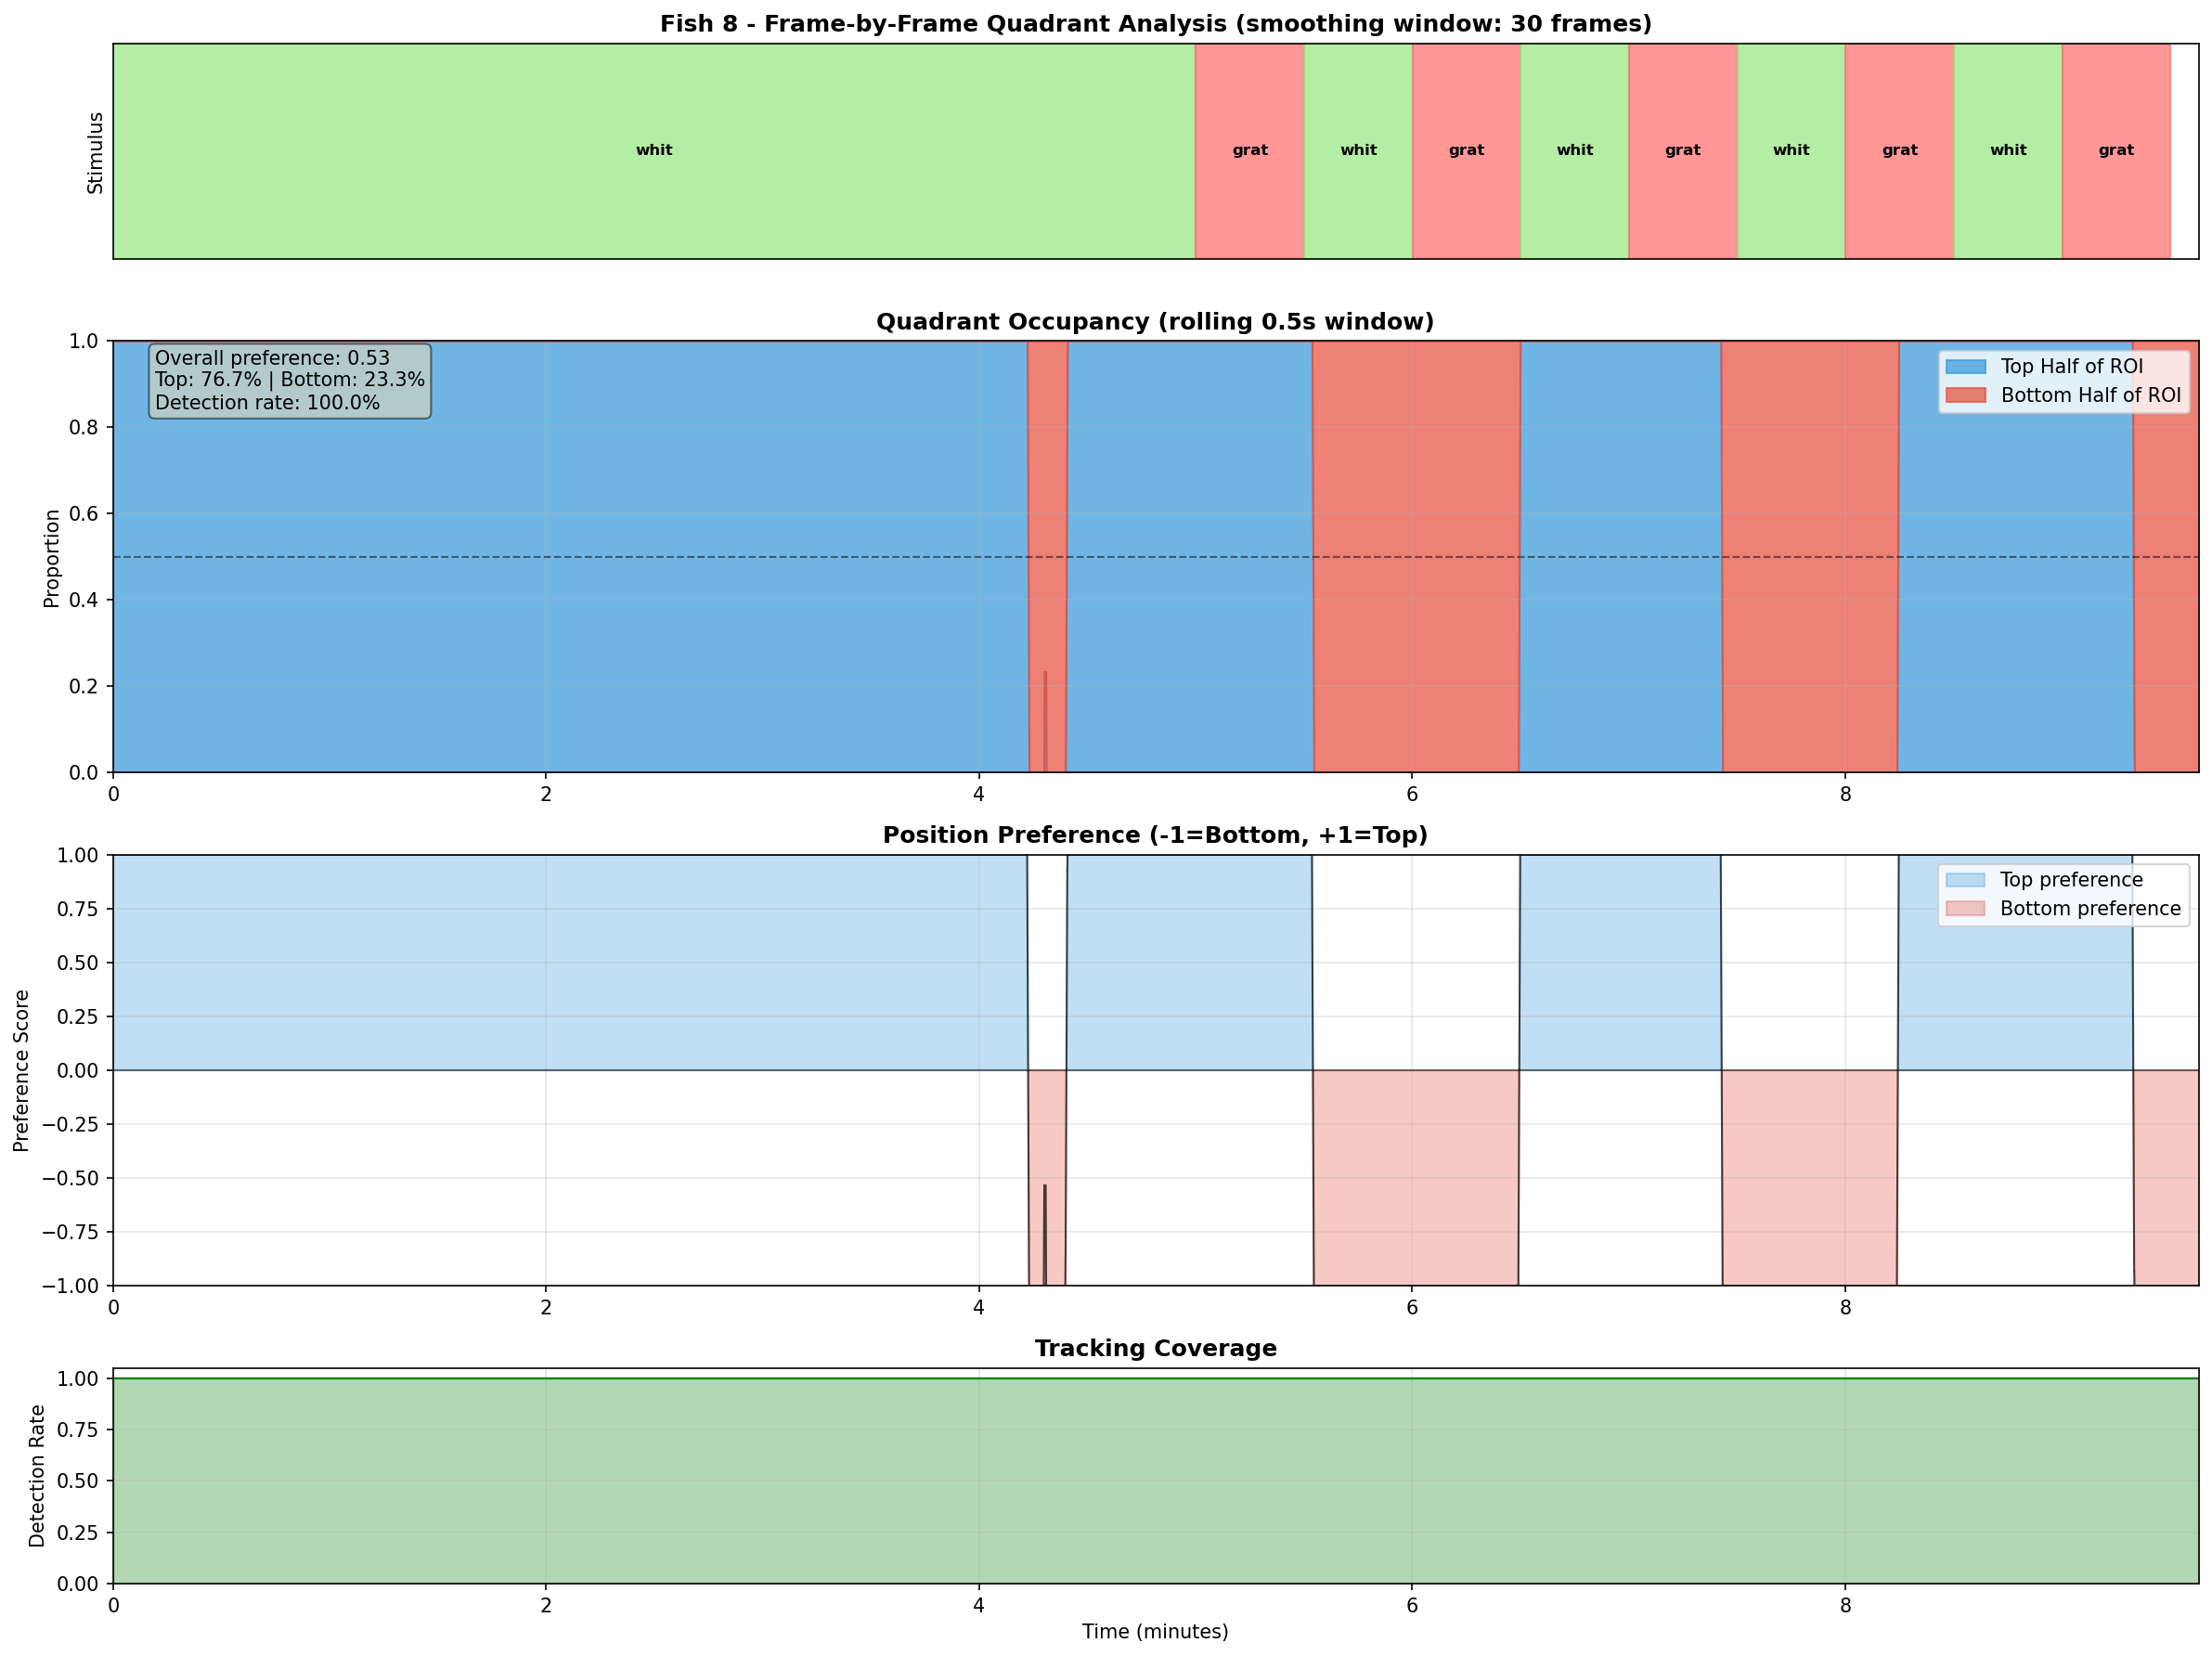 Fish 8 - Frame-by-Frame Quadrant Analysis (smoothing window: 30 frames)
Stimulus
whit
grat
whit
grat
whit
grat
whit
grat
whit
grat
Quadrant Occupancy (rolling 0.5s window)
Proportion
1.0
0.8
0.6
0.4
0.2
0.0
Overall preference: 0.53
Top: 76.7% | Bottom: 23.3%
Detection rate: 100.0%
Top Half of ROI
Bottom Half of ROI
0
2
4
6
8
Position Preference (-1=Bottom, +1=Top)
Preference Score
1.00
0.75
0.50
0.25
0.00
−0.25
−0.50
−0.75
−1.00
Top preference
Bottom preference
0
2
4
6
8
Tracking Coverage
Detection Rate
1.00
0.75
0.50
0.25
0.00
0
2
4
6
8
Time (minutes)